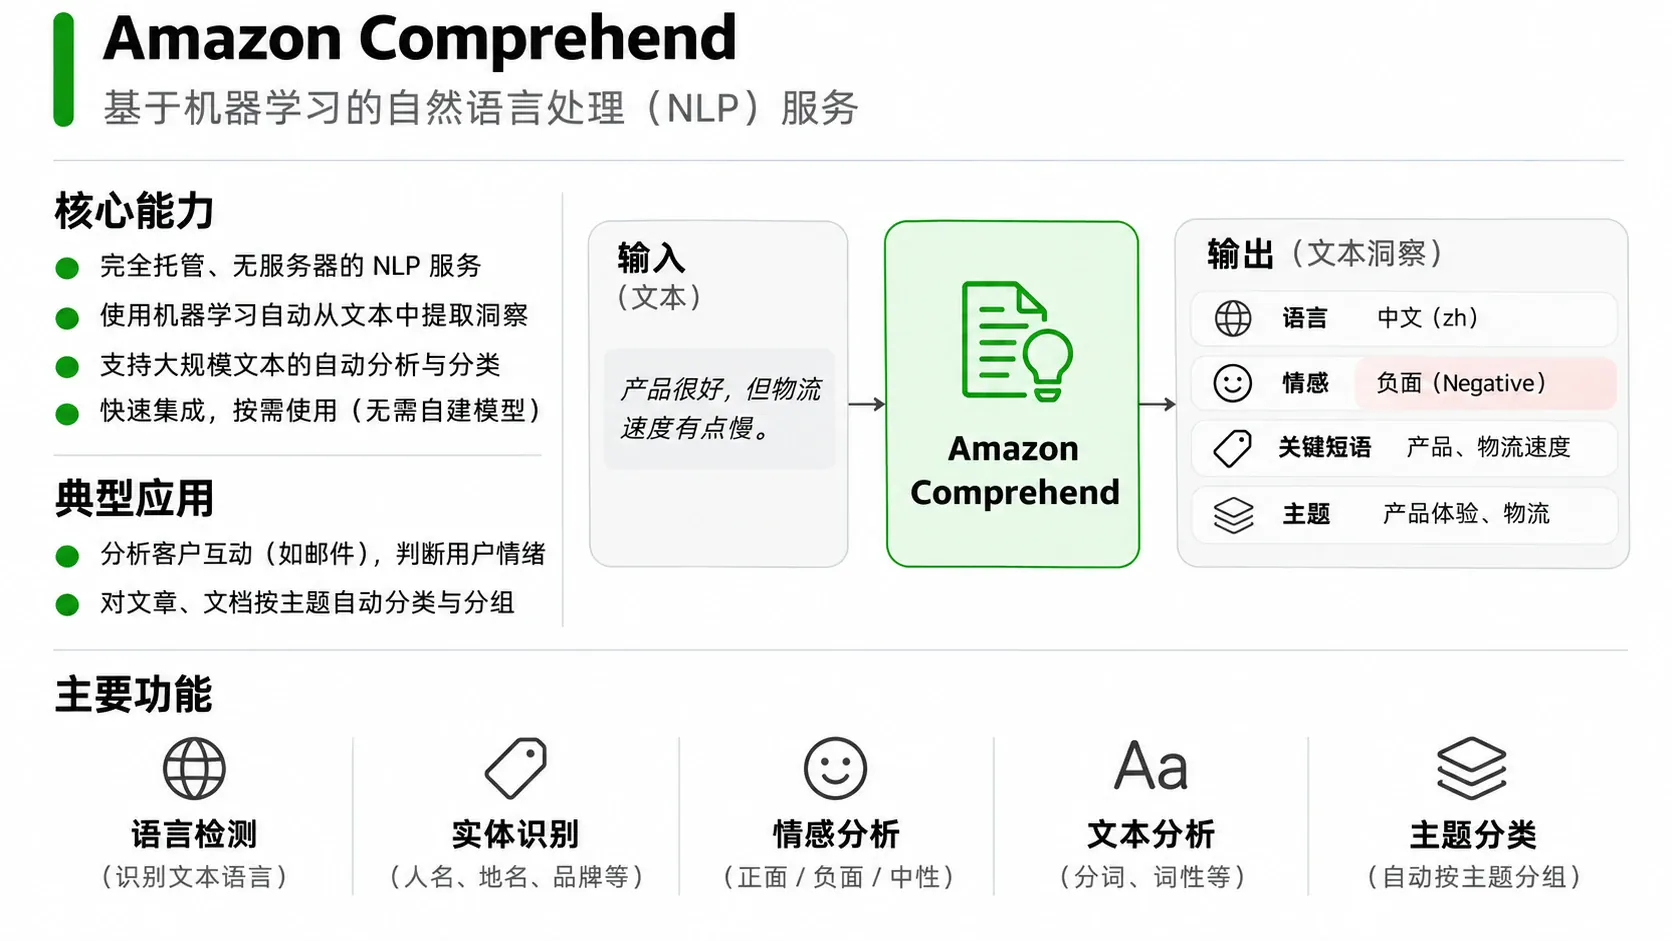 Amazon Comprehend
基于机器学习的自然语言处理（NLP）服务
核心能力
完全托管、无服务器的 NLP 服务
使用机器学习自动从文本中提取洞察
支持大规模文本的自动分析与分类
快速集成，按需使用（无需自建模型）
典型应用
分析客户互动（如邮件），判断用户情绪
对文章、文档按主题自动分类与分组
输入
（文本）
产品很好，但物流
速度有点慢。
Amazon
Comprehend
输出（文本洞察）
语言 中文（zh）
情感 负面（Negative）
关键短语 产品、物流速度
主题 产品体验、物流
主要功能
语言检测
（识别文本语言）
实体识别
（人名、地名、品牌等）
情感分析
（正面 / 负面 / 中性）
Aa
文本分析
（分词、词性等）
主题分类
（自动按主题分组）